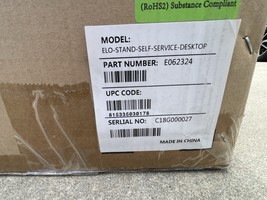 (RoHS2) Substance Compliant
MODEL:
ELO-STAND-SELF-SERVICE-DESKTOP
PART NUMBER: E062324
UPC CODE:
815335030176
SERIAL NO: C18G000027
MADE IN CHINA